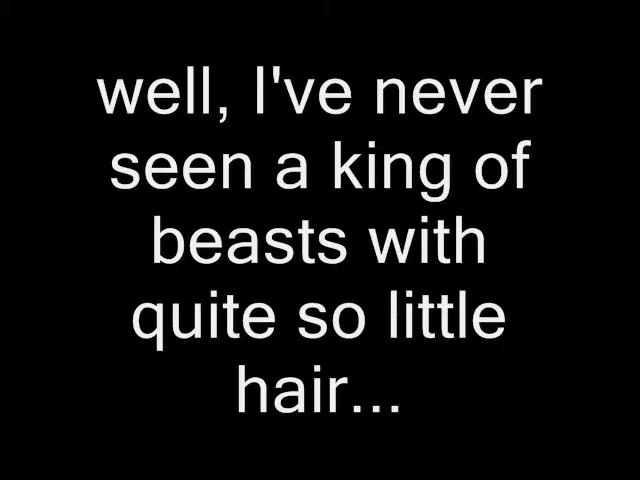 well, I've never
seen a king of
beasts with
quite so little
hair...